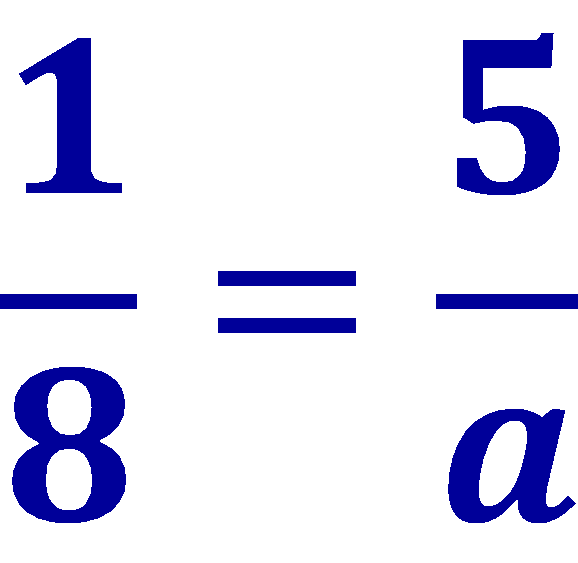 1/8 = 5/a